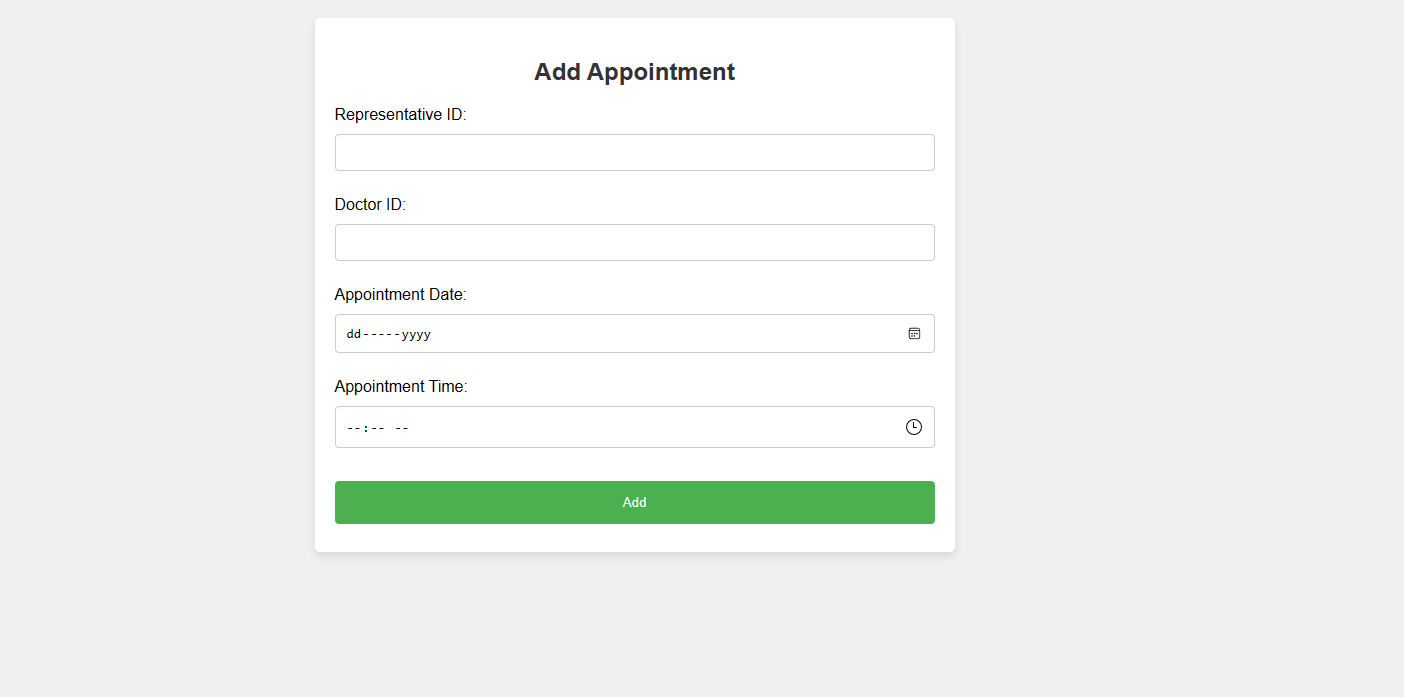 Add Appointment
Representative ID:
Doctor ID:
Appointment Date:
dd-----yyyy
Appointment Time:
--:-- --
Add